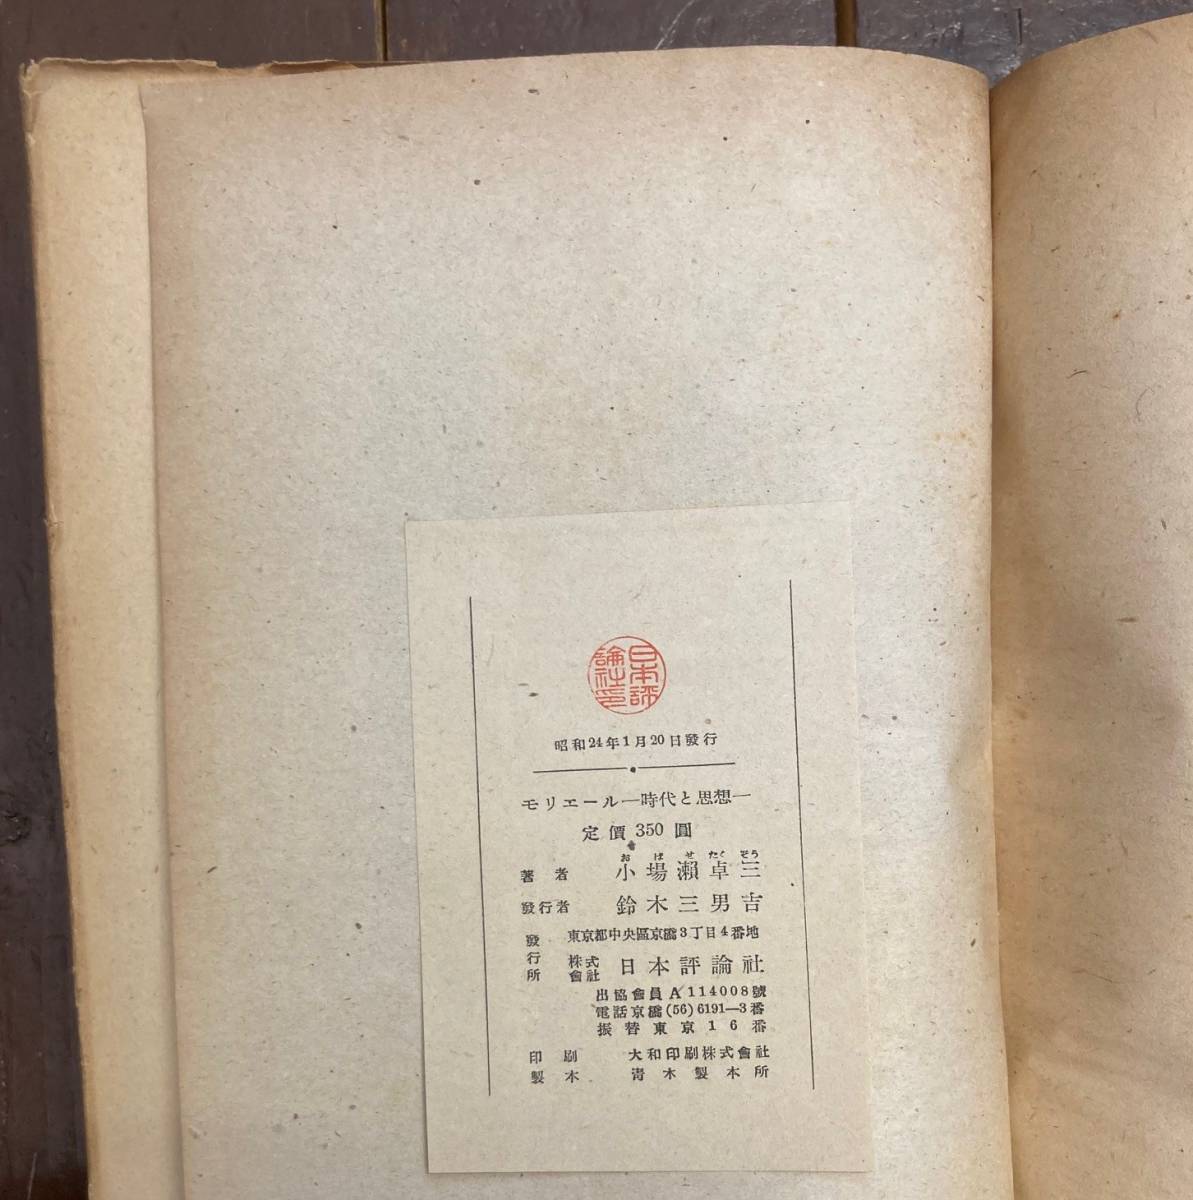 日本評論社印
昭和24年1月20日發行
モリエール—時代と思想—
定價 350 圓
おばせたくぞう
著者 小場瀨卓三
發行者 鈴木三男吉
發行所 東京都中央區京橋3丁目4番地
株式會社 日本評論社
出協會員 A 114008號
電話京橋 (56) 6191—3番
振替東京16番
印刷 大和印刷株式會社
製本 靑木製本所